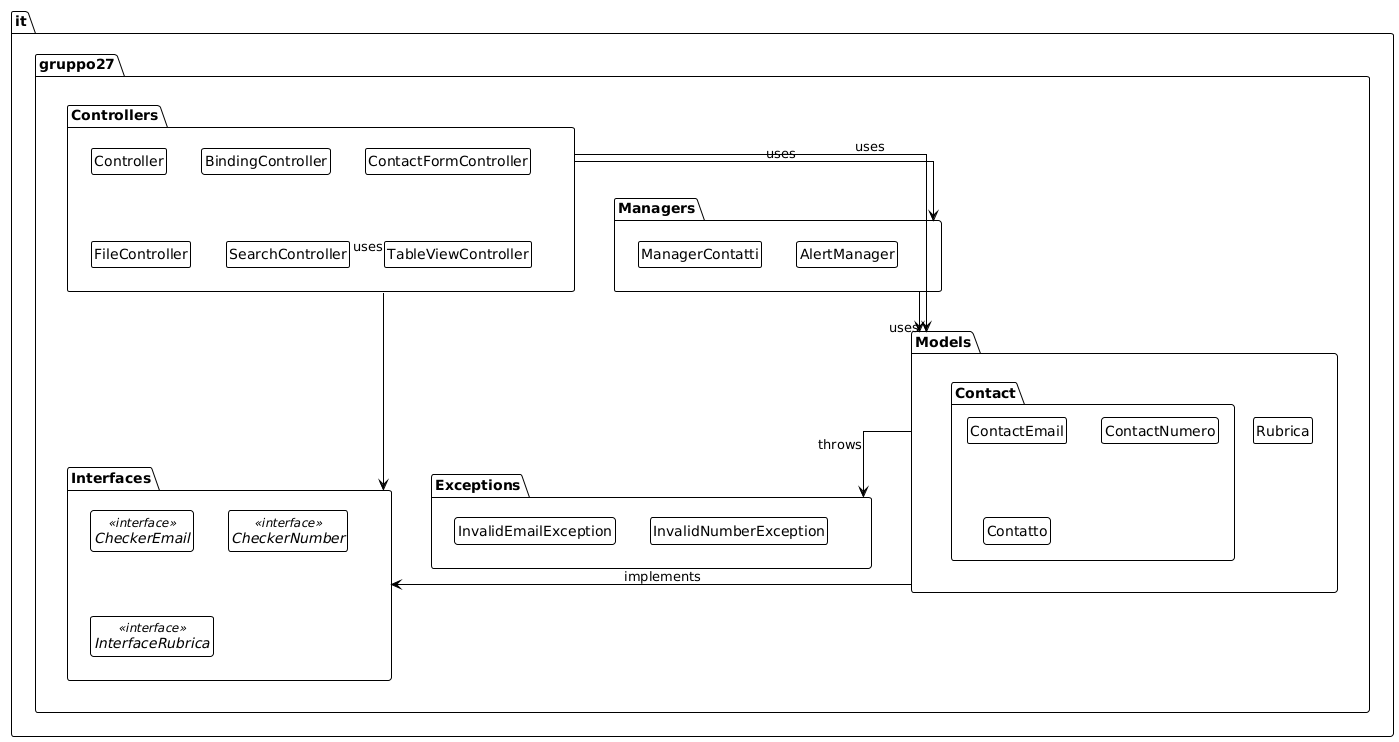 it
gruppo27
Controllers
Controller
BindingController
ContactFormController
uses
uses
FileController
SearchController
uses
TableViewController
Managers
ManagerContatti
AlertManager
uses
Models
Contact
ContactEmail
ContactNumero
Rubrica
Contatto
throws
Interfaces
«interface»
CheckerEmail
«interface»
CheckerNumber
«interface»
InterfaceRubrica
Exceptions
InvalidEmailException
InvalidNumberException
implements